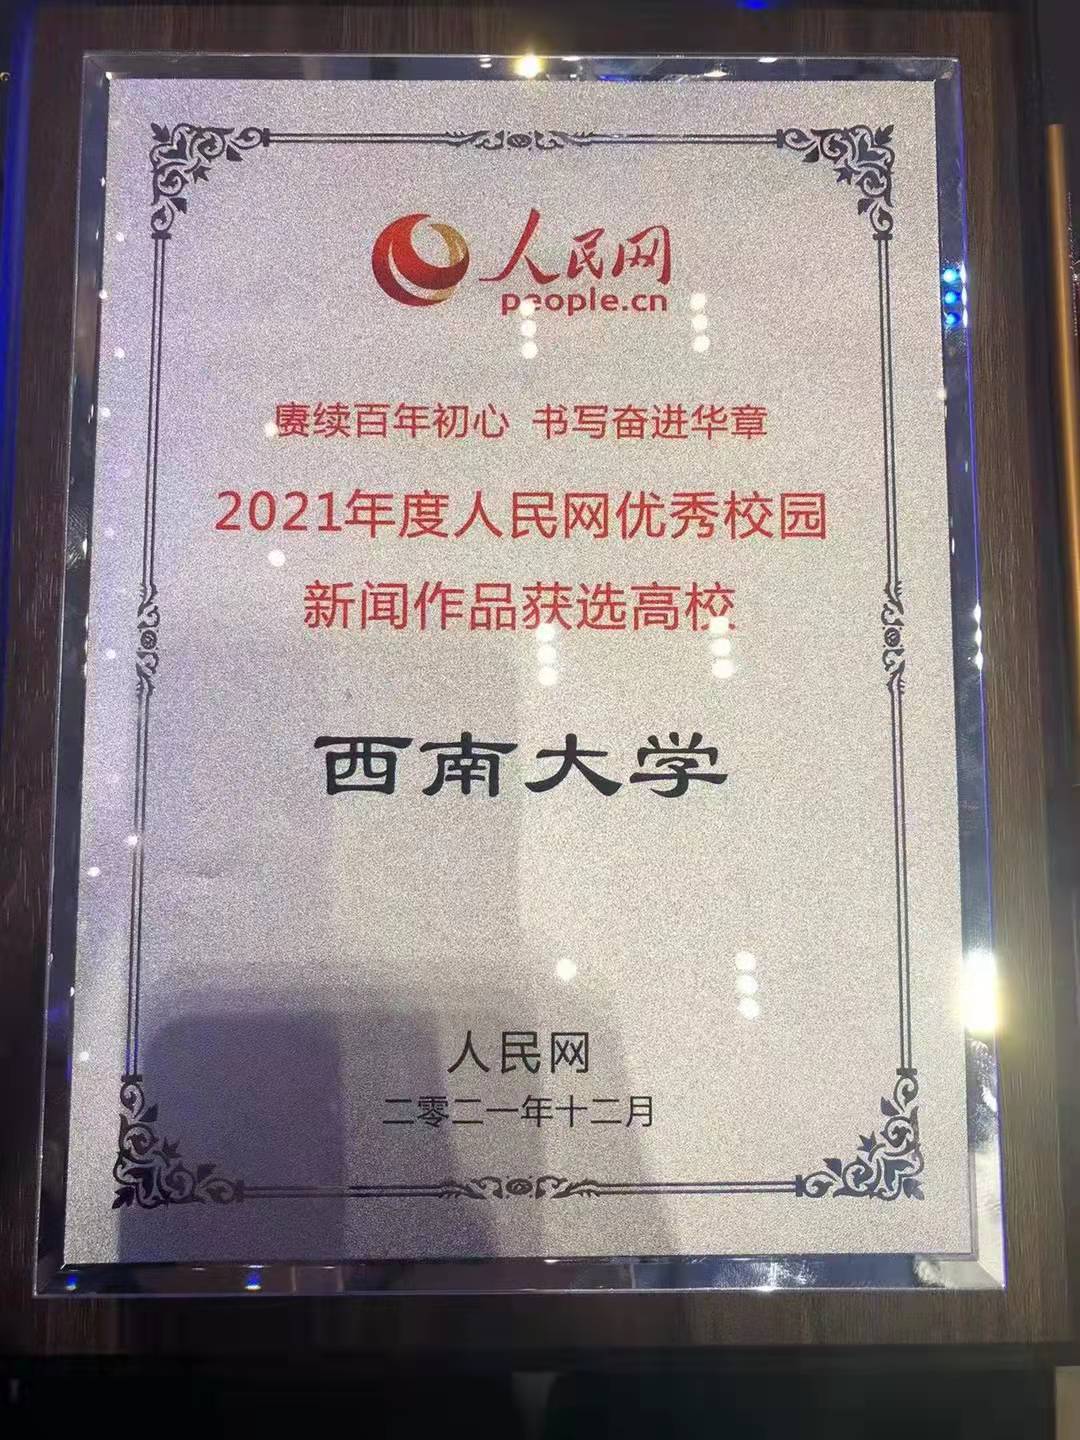 人民网
people.cn
赓续百年初心 书写奋进华章
2021年度人民网优秀校园
新闻作品获选高校
西南大学
人民网
二零二一年十二月